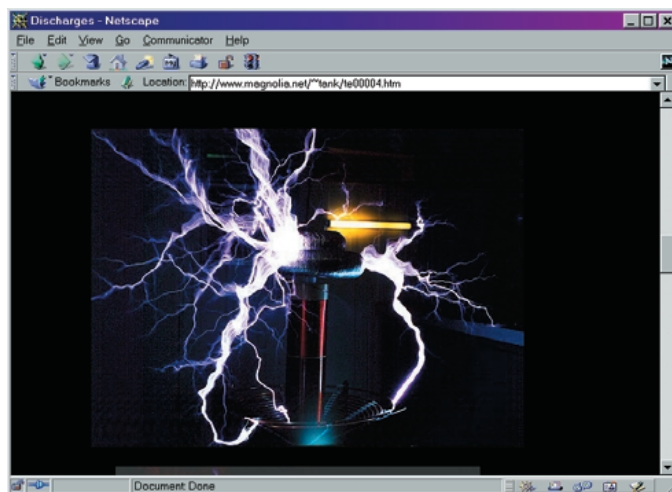 Discharges - Netscape
File Edit View Go Communicator Help
Bookmarks Location: http://www.magnolia.net/~tank/te00004.htm
Document: Done